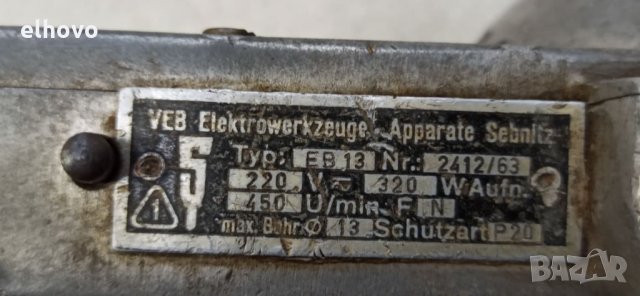 elhovo
VEB Elektrowerkzeuge Apparate Sebnitz
Typ: EB 13 Nr: 2412/63
220 V ≂ 320 W Aufn.
450 U/min. F N
1
max. Bohr ϕ 13 Schutzart P20
BAZAR